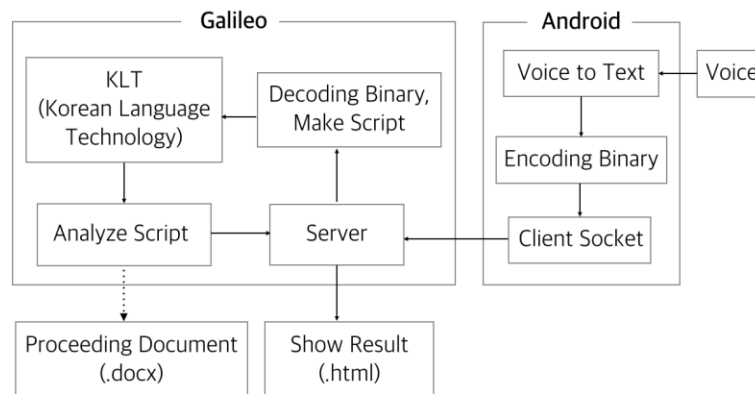 Galileo
Android
KLT
(Korean Language
Technology)
Decoding Binary,
Make Script
Voice to Text
Voice
Encoding Binary
Analyze Script
Server
Client Socket
Proceeding Document
(.docx)
Show Result
(.html)